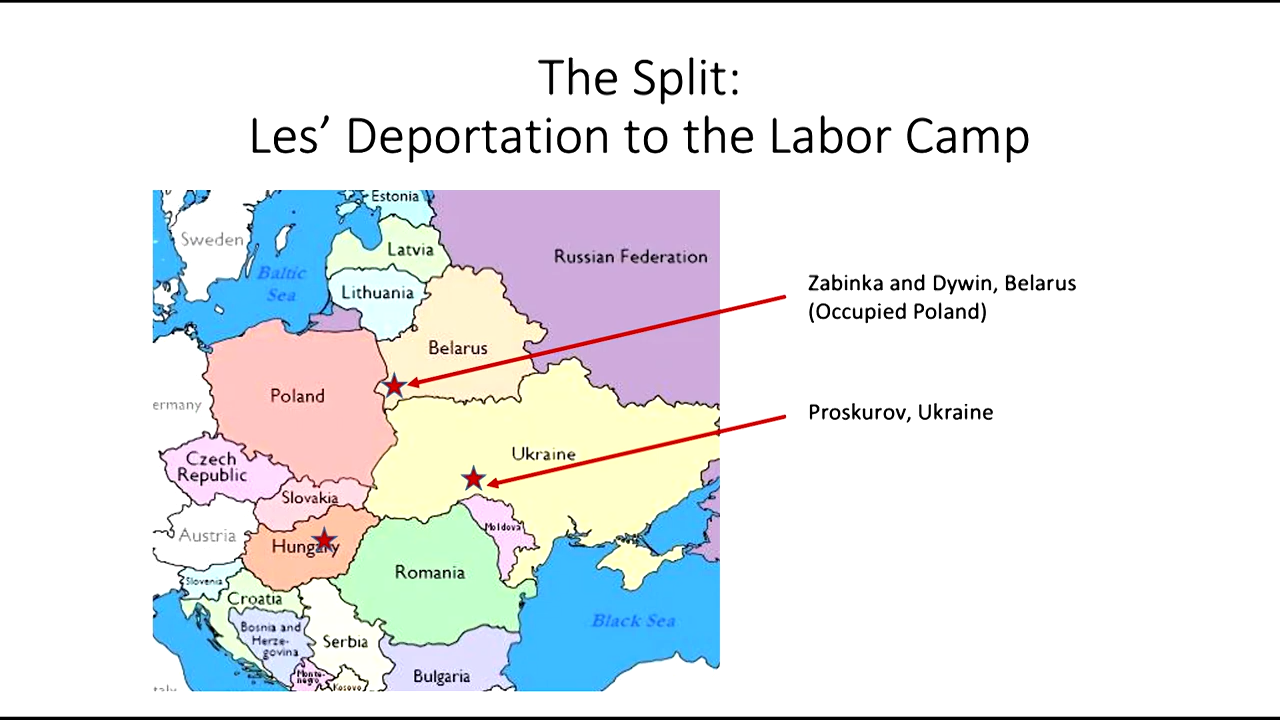 The Split:
Les’ Deportation to the Labor Camp
Estonia
Sweden
Latvia
Russian Federation
Baltic
Sea
Lithuania
Zabinka and Dywin, Belarus
(Occupied Poland)
Belarus
Poland
ermany
Proskurov, Ukraine
Ukraine
Czech
Republic
Slovakia
Moldova
Austria
Hungary
Romania
Slovenia
Croatia
Bosnia and
Herze-
govina
Serbia
Black Sea
Monte-
negro
Kosovo
Bulgaria